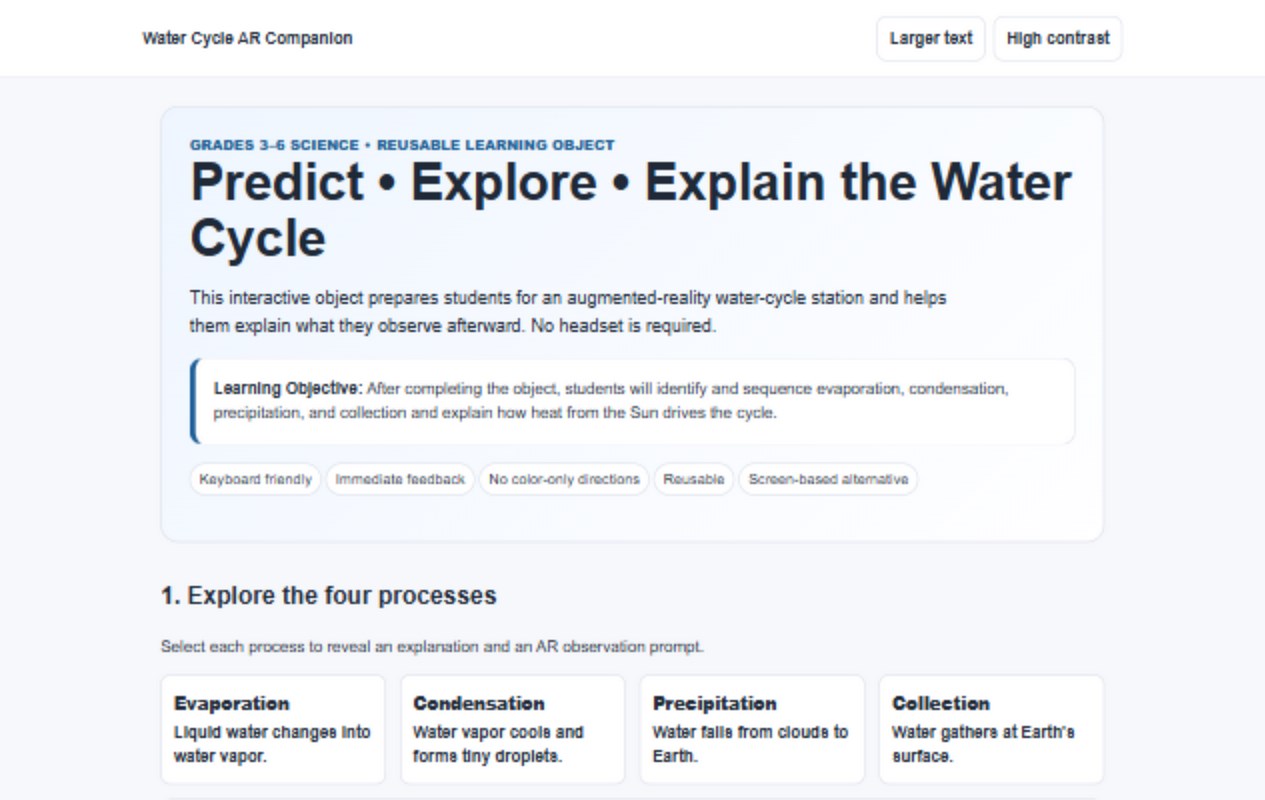 Water Cycle AR Companion
Larger text
High contrast
GRADES 3–6 SCIENCE • REUSABLE LEARNING OBJECT
Predict • Explore • Explain the Water
Cycle
This interactive object prepares students for an augmented-reality water-cycle station and helps
them explain what they observe afterward. No headset is required.
Learning Objective: After completing the object, students will identify and sequence evaporation, condensation,
precipitation, and collection and explain how heat from the Sun drives the cycle.
Keyboard friendly
Immediate feedback
No color-only directions
Reusable
Screen-based alternative
1. Explore the four processes
Select each process to reveal an explanation and an AR observation prompt.
Evaporation
Liquid water changes into
water vapor.
Condensation
Water vapor cools and
forms tiny droplets.
Precipitation
Water falls from clouds to
Earth.
Collection
Water gathers at Earth's
surface.